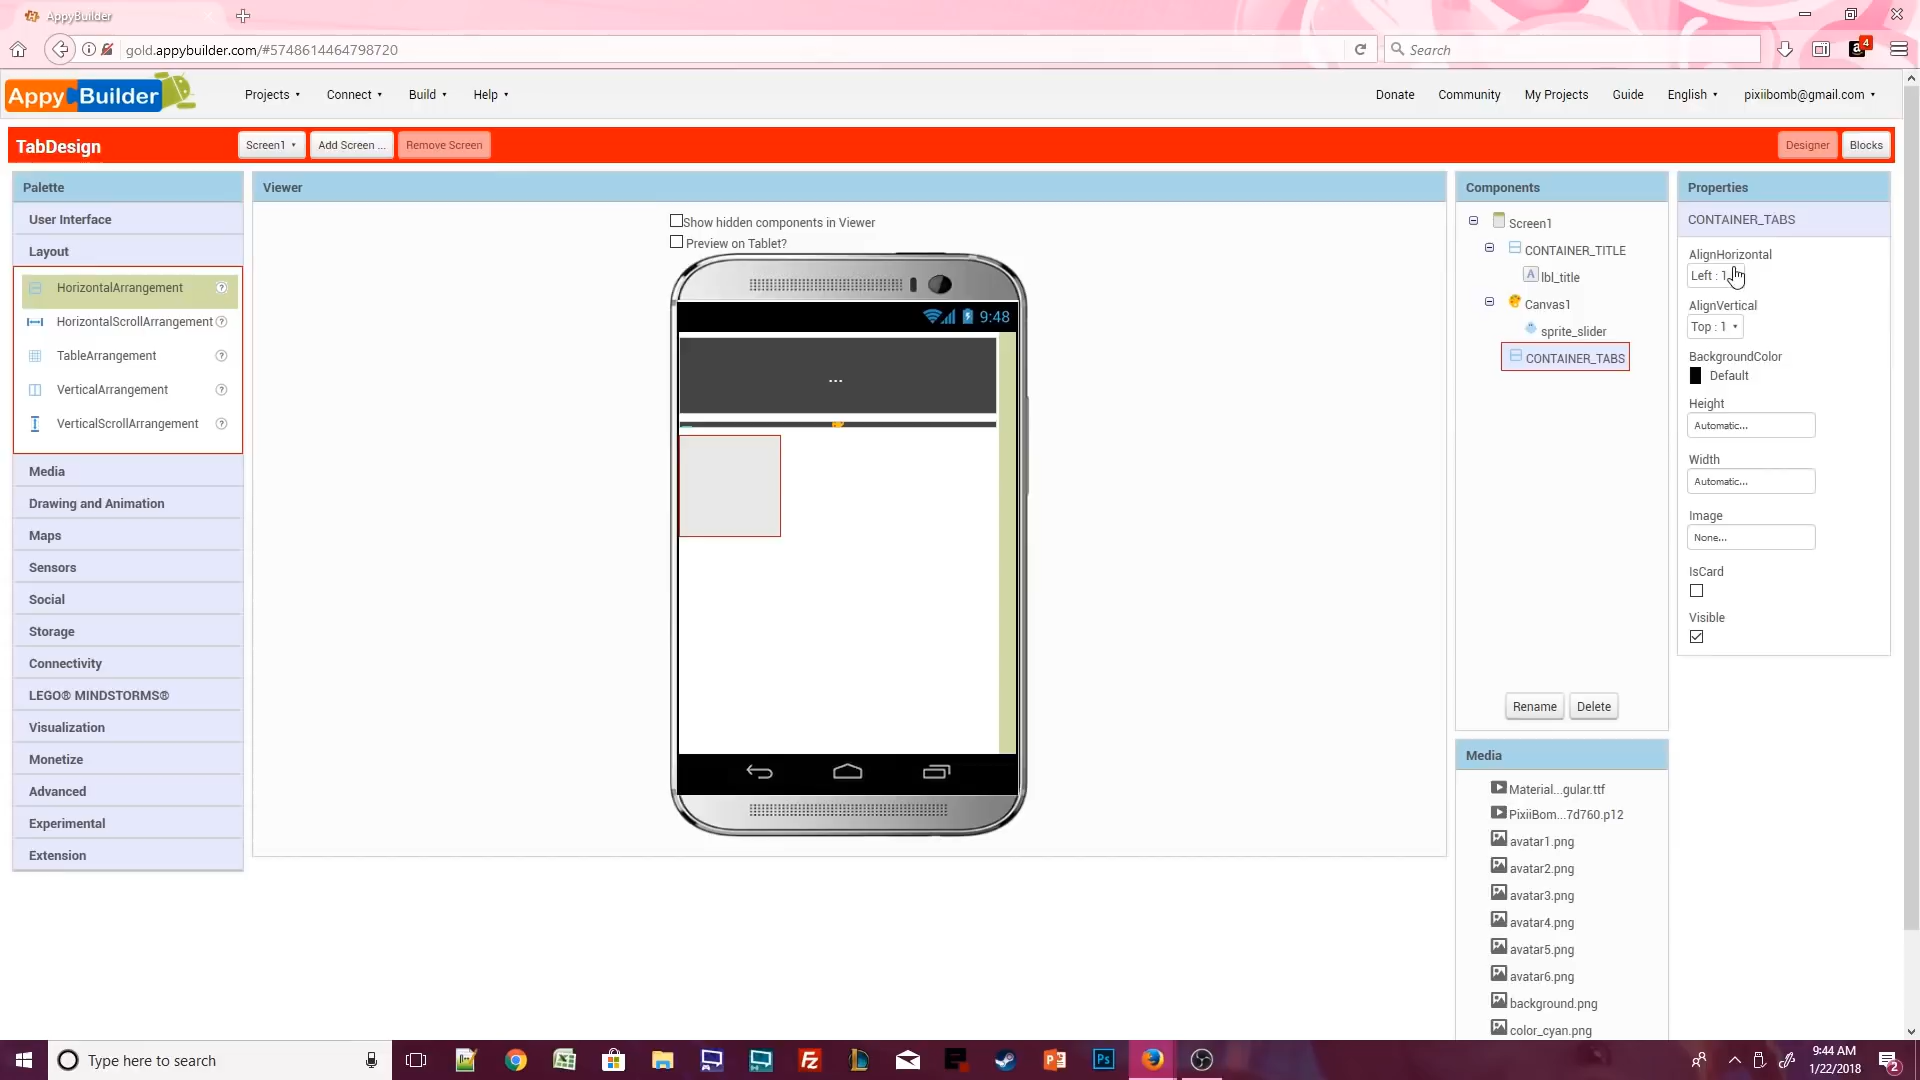 AppyBuilder
gold.appybuilder.com/#5748614464798720
Search
4
Appy Builder
Projects
Connect
Build
Help
Donate
Community
My Projects
Guide
English
pixiibomb@gmail.com
TabDesign
Screen1
Add Screen ...
Remove Screen
Designer
Blocks
Palette
User Interface
Layout
HorizontalArrangement
HorizontalScrollArrangement
TableArrangement
VerticalArrangement
VerticalScrollArrangement
Media
Drawing and Animation
Maps
Sensors
Social
Storage
Connectivity
LEGO® MINDSTORMS®
Visualization
Monetize
Advanced
Experimental
Extension
Viewer
Show hidden components in Viewer
Preview on Tablet?
9:48
...
Components
Screen1
CONTAINER_TITLE
A lbl_title
Canvas1
sprite_slider
CONTAINER_TABS
Rename
Delete
Media
Material...gular.ttf
PixiiBom...7d760.p12
avatar1.png
avatar2.png
avatar3.png
avatar4.png
avatar5.png
avatar6.png
background.png
color_cyan.png
Properties
CONTAINER_TABS
AlignHorizontal
Left : 1
AlignVertical
Top : 1
BackgroundColor
Default
Height
Automatic...
Width
Automatic...
Image
None...
IsCard
Visible
Type here to search
Fz
Ps
9:44 AM
1/22/2018
2